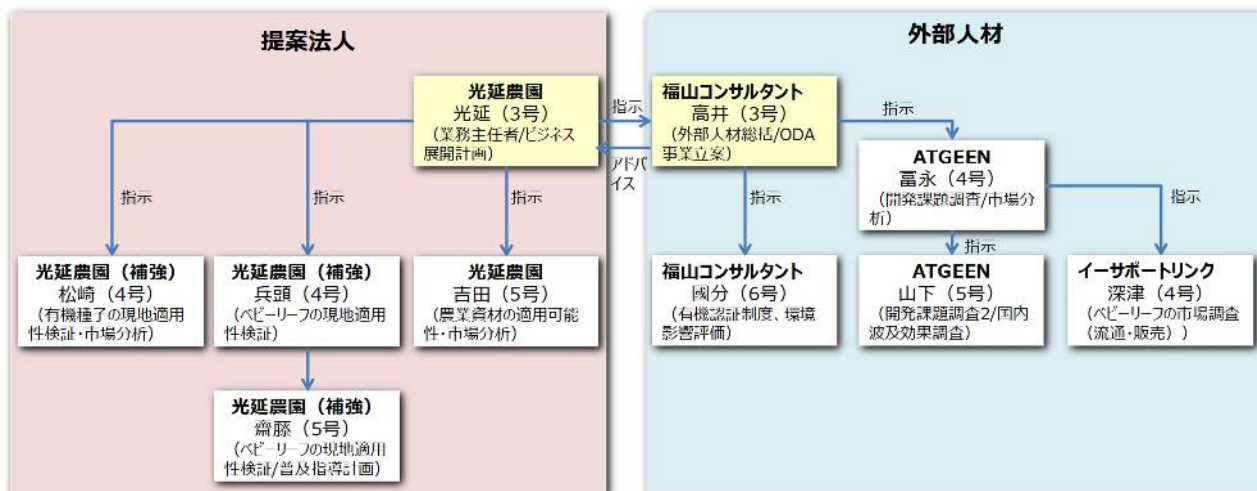 提案法人
光延農園
光延（3号）
（業務主任者/ビジネス
展開計画）
指示
指示
指示
光延農園（補強）
松崎（4号）
（有機種子の現地適用
性検証・市場分析）
光延農園（補強）
兵頭（4号）
（ベビーリーフの現地適用
性検証）
光延農園
吉田（5号）
（農業資材の適用可能
性・市場分析）
光延農園（補強）
齋藤（5号）
（ベビーリーフの現地適用
性検証/普及指導計画）
指示
アドバ
イス
外部人材
福山コンサルタント
高井（3号）
（外部人材総括/ODA
事業立案）
指示
ATGEEN
冨永（4号）
（開発課題調査/市場分
析）
指示
指示
指示
福山コンサルタント
國分（6号）
（有機認証制度、環境
影響評価）
ATGEEN
山下（5号）
（開発課題調査2/国内
波及効果調査）
イーサポートリンク
深津（4号）
（ベビーリーフの市場調査
（流通・販売））